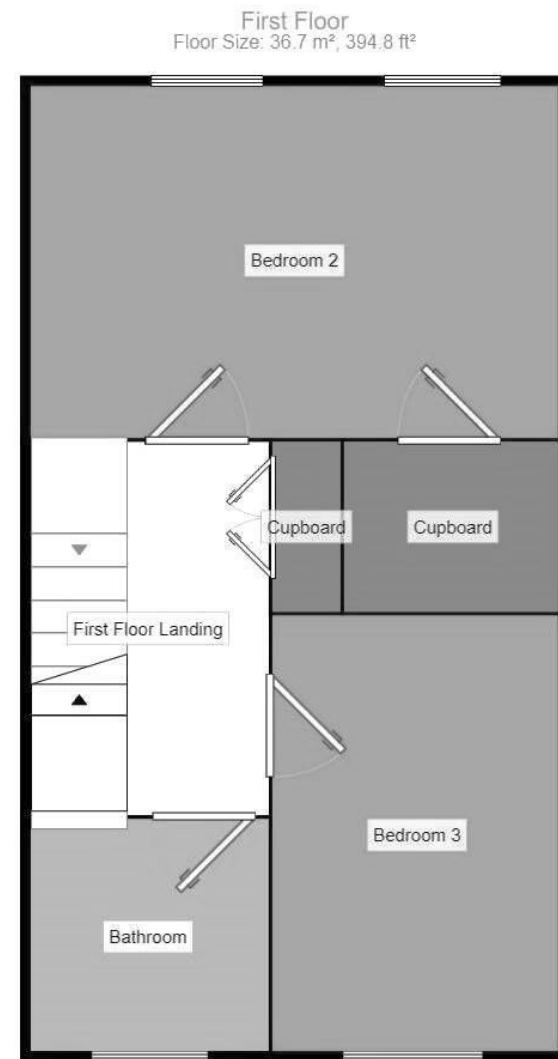 First Floor
Floor Size: 36.7 m², 394.8 ft²
Bedroom 2
Cupboard
Cupboard
First Floor Landing
Bedroom 3
Bathroom